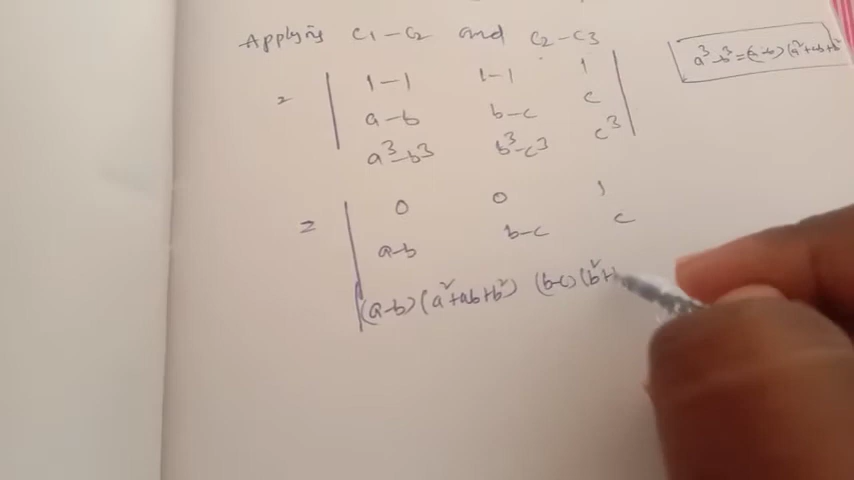 Applying C1-C2 and C2-C3
a³-b³=(a-b)(a²+ab+b²
= | 1-1 1-1 1 |
| a-b b-c c |
| a³-b³ b³-c³ c³ |
= | 0 0 1
| a-b b-c c
| (a-b)(a²+ab+b²) (b-c)(b²+